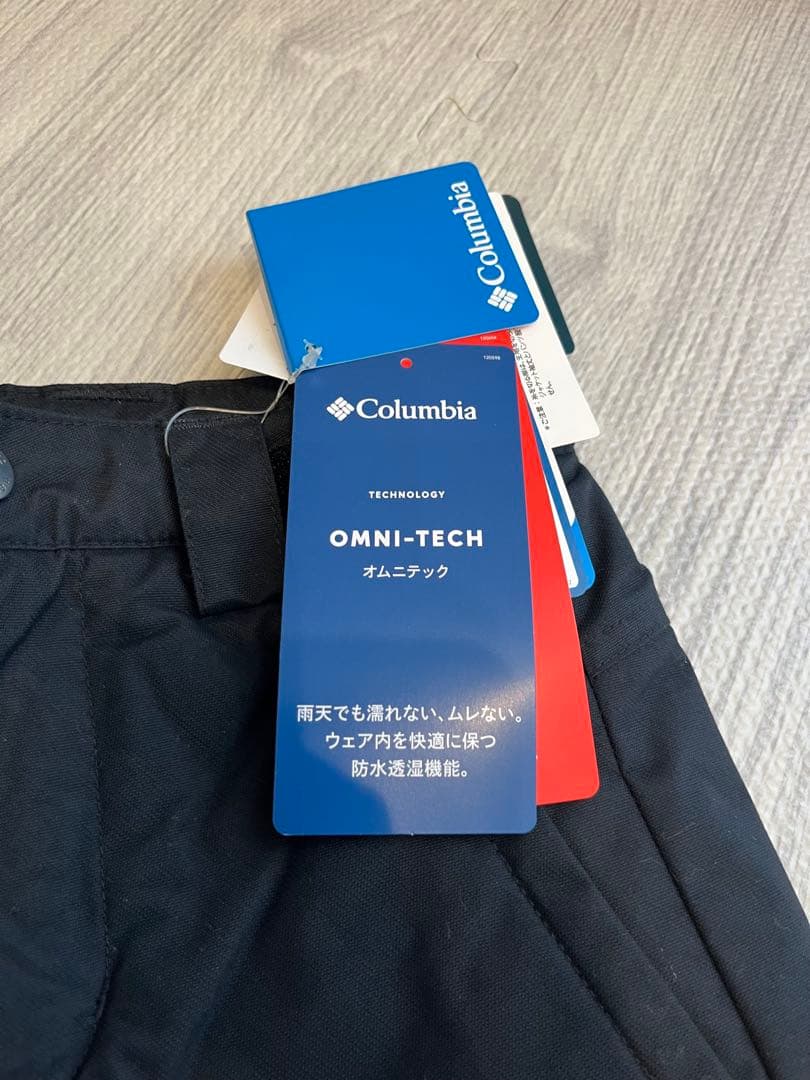 Columbia
Columbia
TECHNOLOGY
OMNI-TECH
オムニテック
雨天でも濡れない、ムレない。
ウェア内を快適に保つ
防水透湿機能。